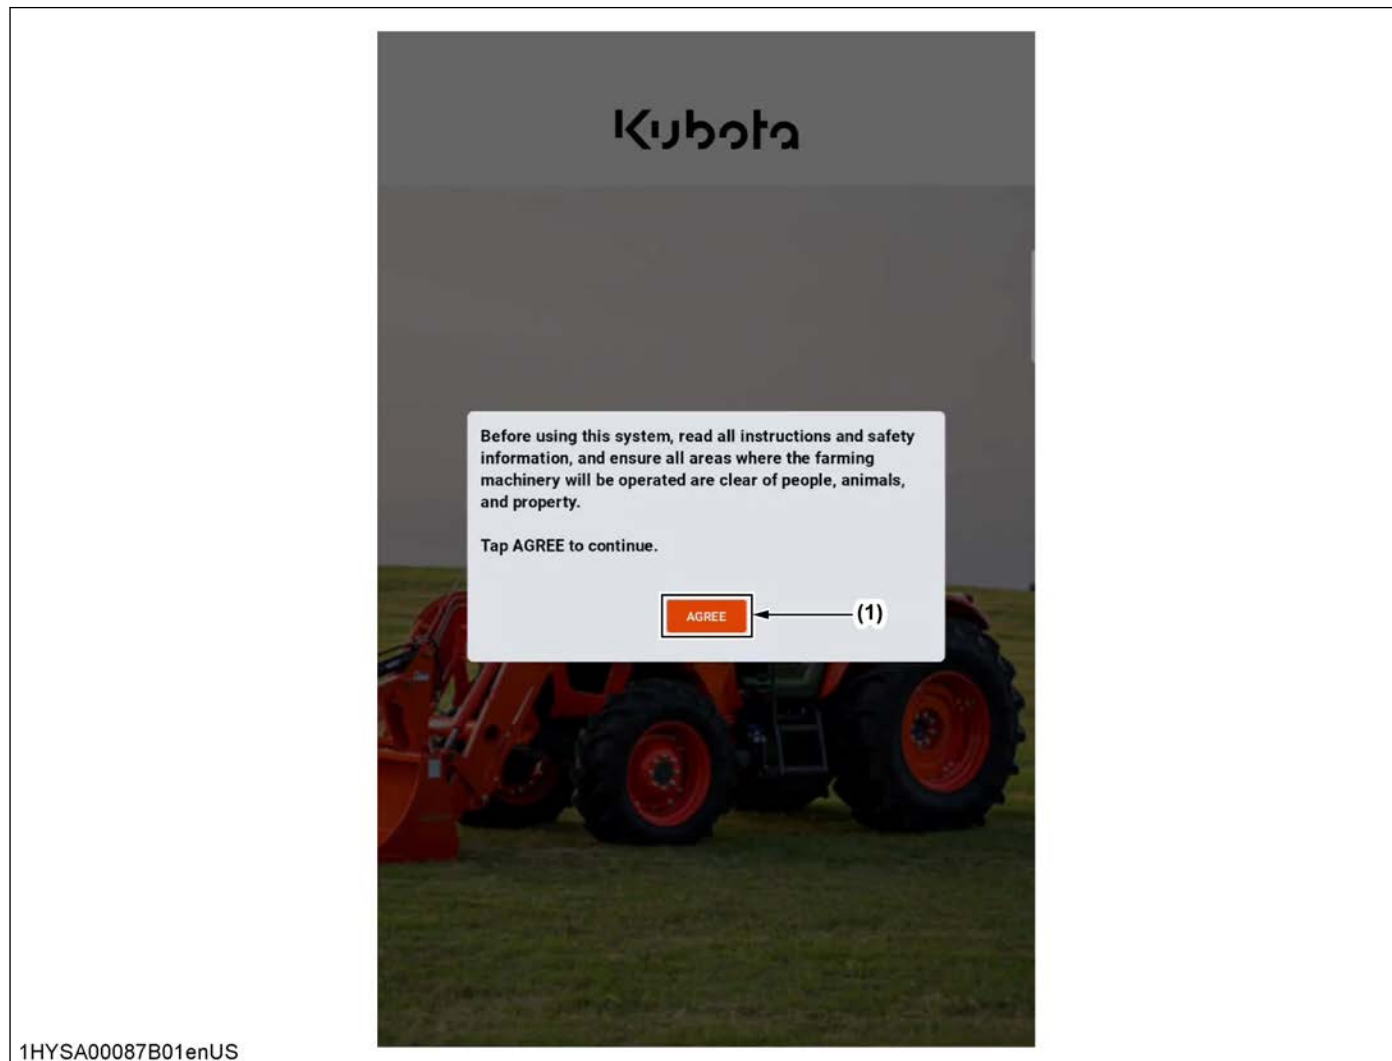 Kubota
Before using this system, read all instructions and safety
information, and ensure all areas where the farming
machinery will be operated are clear of people, animals,
and property.
Tap AGREE to continue.
AGREE
(1)
1HYSA00087B01enUS